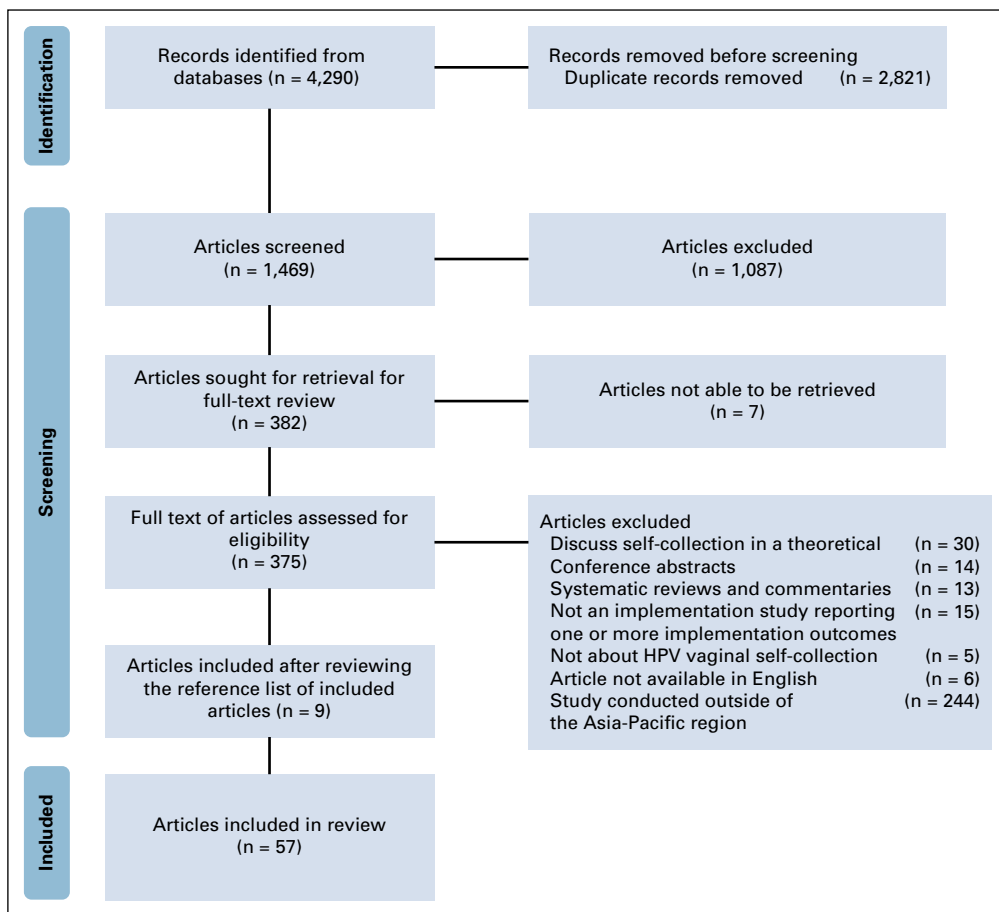 Identification
Records identified from
databases (n = 4,290)
Records removed before screening
Duplicate records removed (n = 2,821)
Screening
Articles screened
(n = 1,469)
Articles excluded
(n = 1,087)
Articles sought for retrieval for
full-text review
(n = 382)
Articles not able to be retrieved
(n = 7)
Full text of articles assessed for
eligibility
(n = 375)
Articles excluded
Discuss self-collection in a theoretical (n = 30)
Conference abstracts (n = 14)
Systematic reviews and commentaries (n = 13)
Not an implementation study reporting (n = 15)
one or more implementation outcomes
Not about HPV vaginal self-collection (n = 5)
Article not available in English (n = 6)
Study conducted outside of (n = 244)
the Asia-Pacific region
Articles included after reviewing
the reference list of included
articles (n = 9)
Included
Articles included in review
(n = 57)